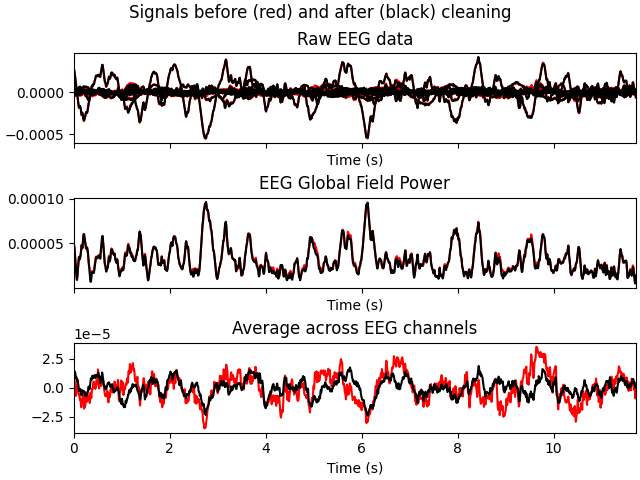 Signals before (red) and after (black) cleaning
Raw EEG data
0.0000
−0.0005
Time (s)
EEG Global Field Power
0.00010
0.00005
Time (s)
Average across EEG channels
1e−5
2.5
0.0
−2.5
0 2 4 6 8 10
Time (s)